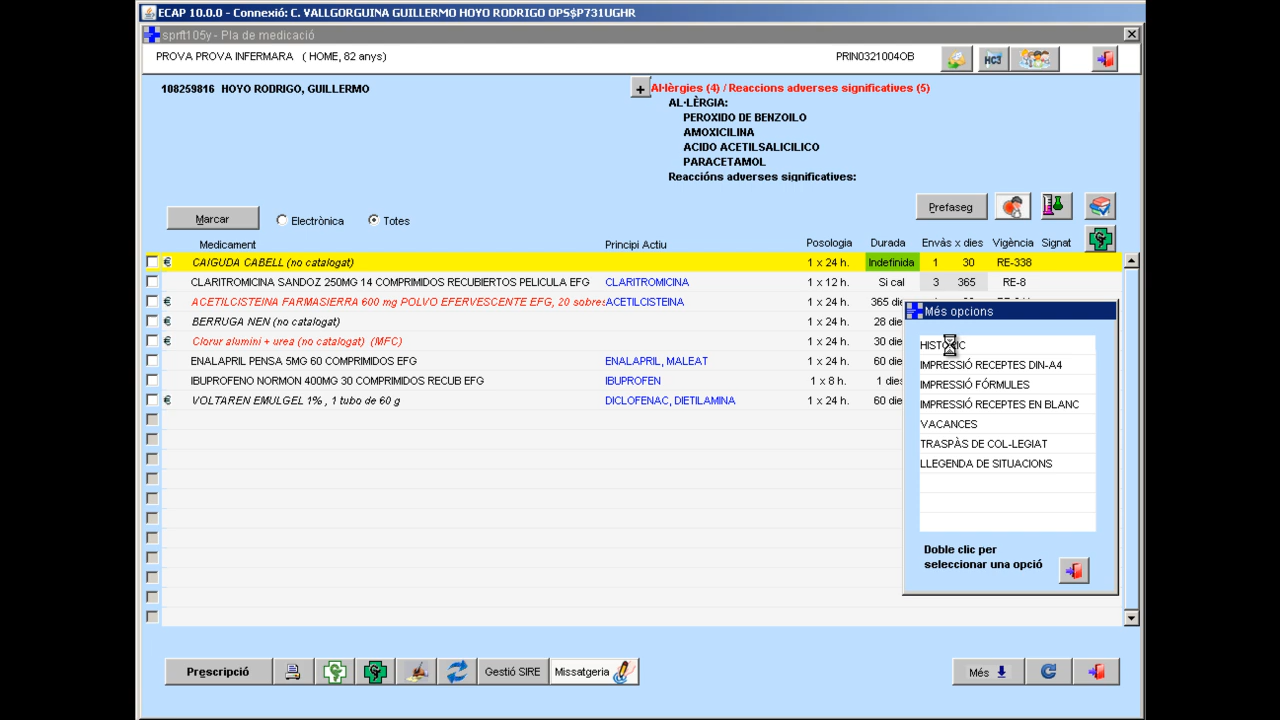 ECAP 10.0.0 - Connexió: C. VALLGORGUINA GUILLERMO HOYO RODRIGO OPS$P731UGHR
sprft105y - Pla de medicació
PROVA PROVA INFERMARA ( HOME, 82 anys)
PRIN0321004OB
HC3
108259816 HOYO RODRIGO, GUILLERMO
+ Al·lèrgies (4) / Reaccions adverses significatives (5)
AL·LÈRGIA:
PEROXIDO DE BENZOILO
AMOXICILINA
ACIDO ACETILSALICILICO
PARACETAMOL
Reaccións adverses significatives:
Marcar Electrònica Totes Prefaseg
Medicament Principi Actiu Posologia Durada Envàs x dies Vigència Signat
€ CAIGUDA CABELL (no catalogat) 1 x 24 h. Indefinida 1 30 RE-338
CLARITROMICINA SANDOZ 250MG 14 COMPRIMIDOS RECUBIERTOS PELICULA EFG CLARITROMICINA 1 x 12 h. Si cal 3 365 RE-8
€ ACETILCISTEINA FARMASIERRA 600 mg POLVO EFERVESCENTE EFG, 20 sobres ACETILCISTEINA 1 x 24 h. 365 die
€ BERRUGA NEN (no catalogat) 1 x 24 h. 28 die
€ Clorur alumini + urea (no catalogat) (MFC) 1 x 24 h. 30 die
ENALAPRIL PENSA 5MG 60 COMPRIMIDOS EFG ENALAPRIL, MALEAT 1 x 24 h. 60 die
IBUPROFENO NORMON 400MG 30 COMPRIMIDOS RECUB EFG IBUPROFEN 1 x 8 h. 1 dies
€ VOLTAREN EMULGEL 1% , 1 tubo de 60 g DICLOFENAC, DIETILAMINA 1 x 24 h. 60 die
Més opcions
HISTÒRIC
IMPRESSIÓ RECEPTES DIN-A4
IMPRESSIÓ FÓRMULES
IMPRESSIÓ RECEPTES EN BLANC
VACANCES
TRASPÀS DE COL-LEGIAT
LLEGENDA DE SITUACIONS
Doble clic per
seleccionar una opció
Prescripció Gestió SIRE Missatgeria Més